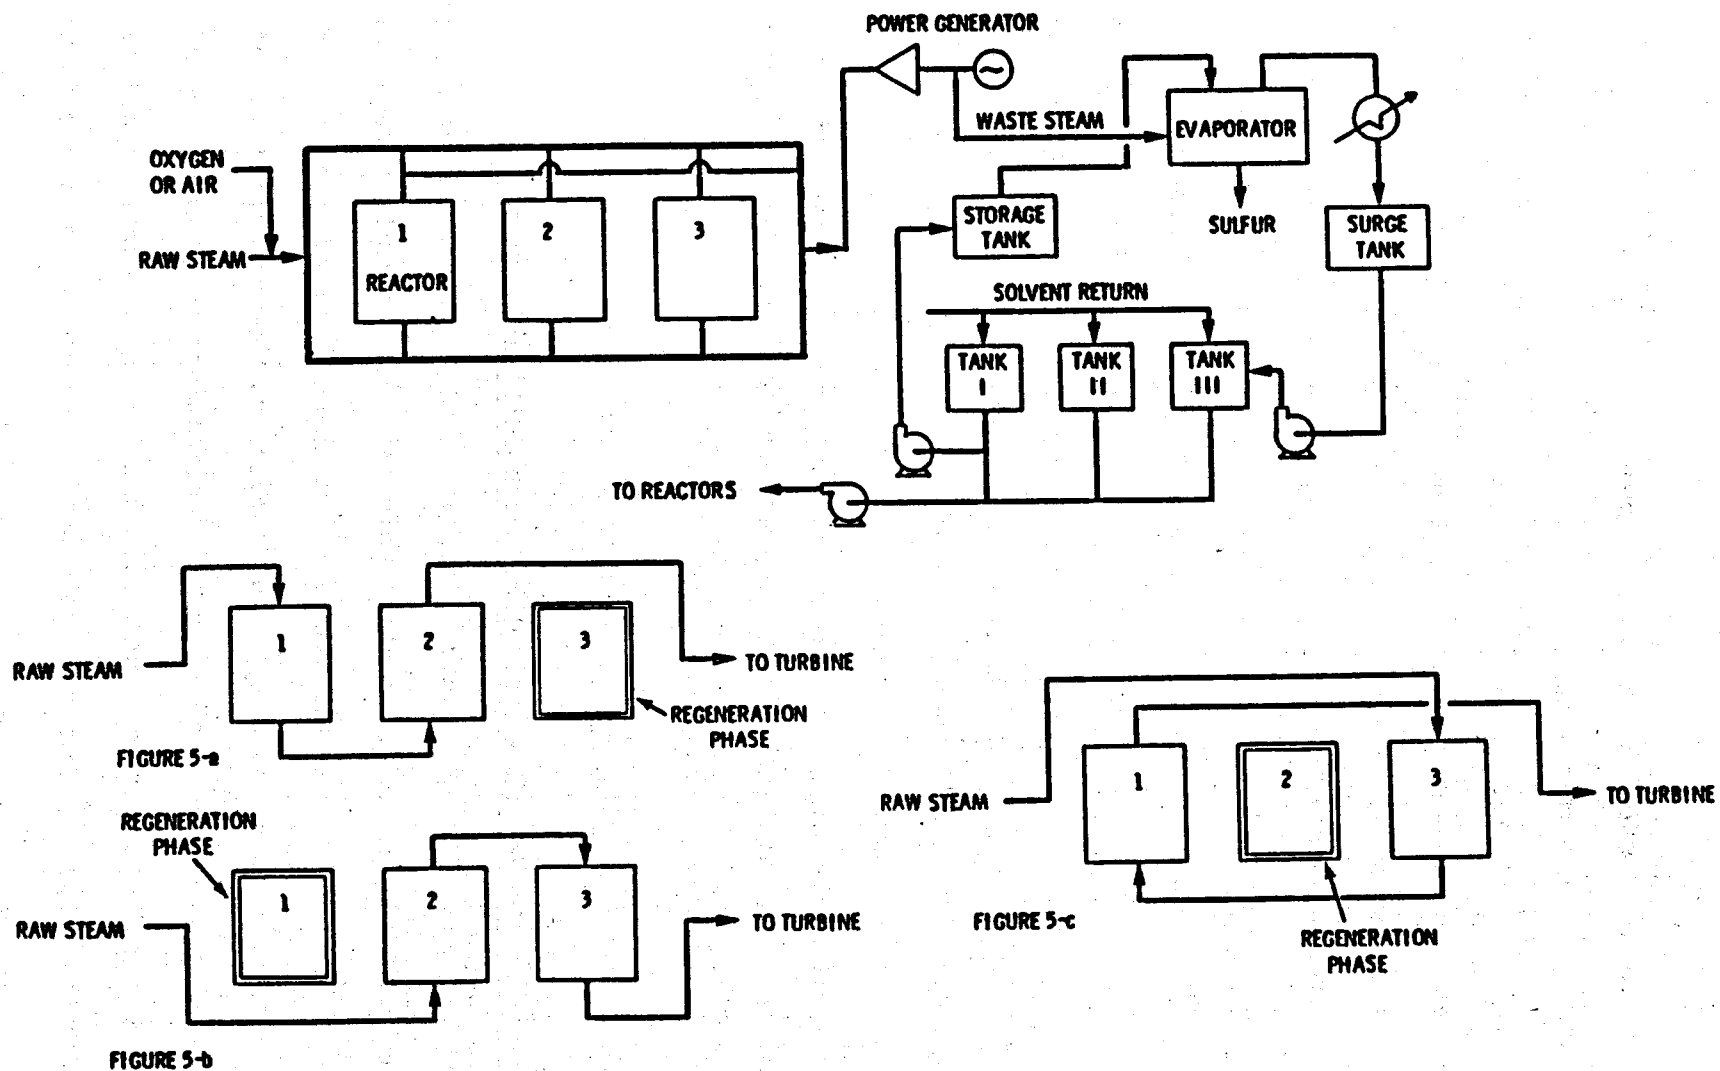 POWER GENERATOR
OXYGEN
OR AIR
RAW STEAM
1
REACTOR
2
3
WASTE STEAM
EVAPORATOR
SULFUR
STORAGE
TANK
SURGE
TANK
SOLVENT RETURN
TANK
I
TANK
II
TANK
III
TO REACTORS
RAW STEAM
1
2
3
TO TURBINE
REGENERATION
PHASE
FIGURE 5-a
REGENERATION
PHASE
RAW STEAM
1
2
3
TO TURBINE
FIGURE 5-b
RAW STEAM
1
2
3
TO TURBINE
FIGURE 5-c
REGENERATION
PHASE